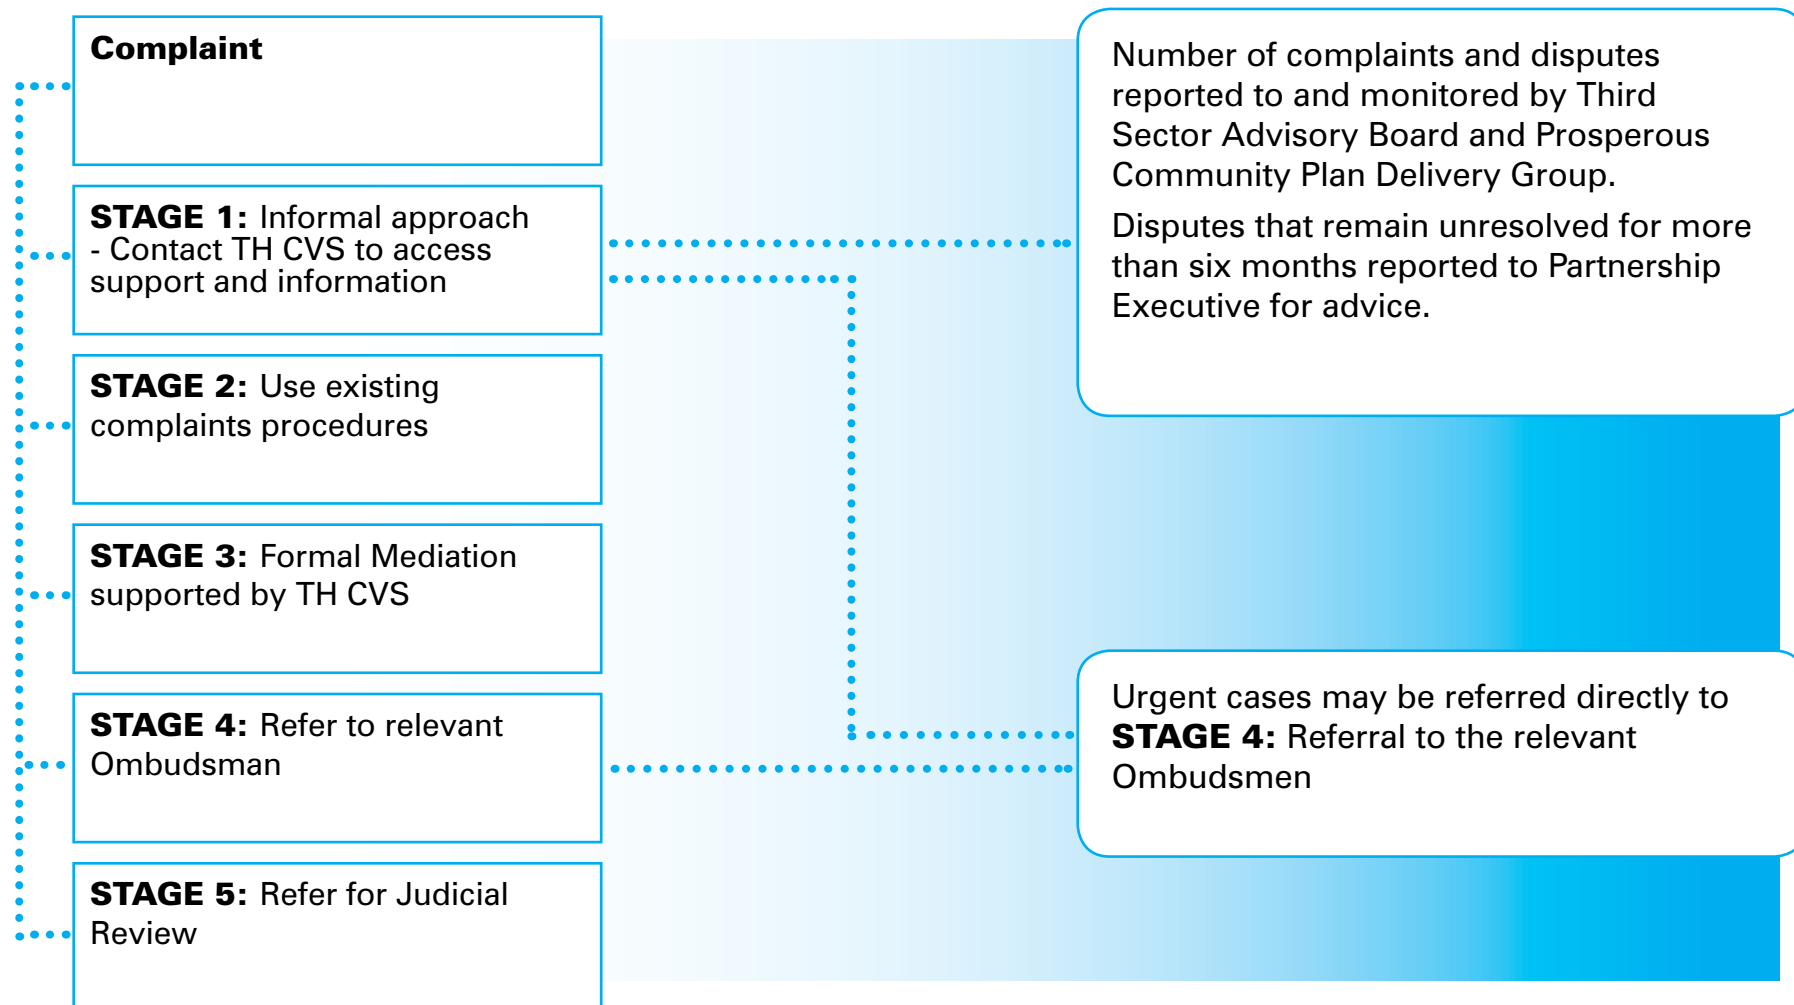 Complaint
STAGE 1: Informal approach
- Contact TH CVS to access
support and information
STAGE 2: Use existing
complaints procedures
STAGE 3: Formal Mediation
supported by TH CVS
STAGE 4: Refer to relevant
Ombudsman
STAGE 5: Refer for Judicial
Review
Number of complaints and disputes
reported to and monitored by Third
Sector Advisory Board and Prosperous
Community Plan Delivery Group.
Disputes that remain unresolved for more
than six months reported to Partnership
Executive for advice.
Urgent cases may be referred directly to
STAGE 4: Referral to the relevant
Ombudsmen